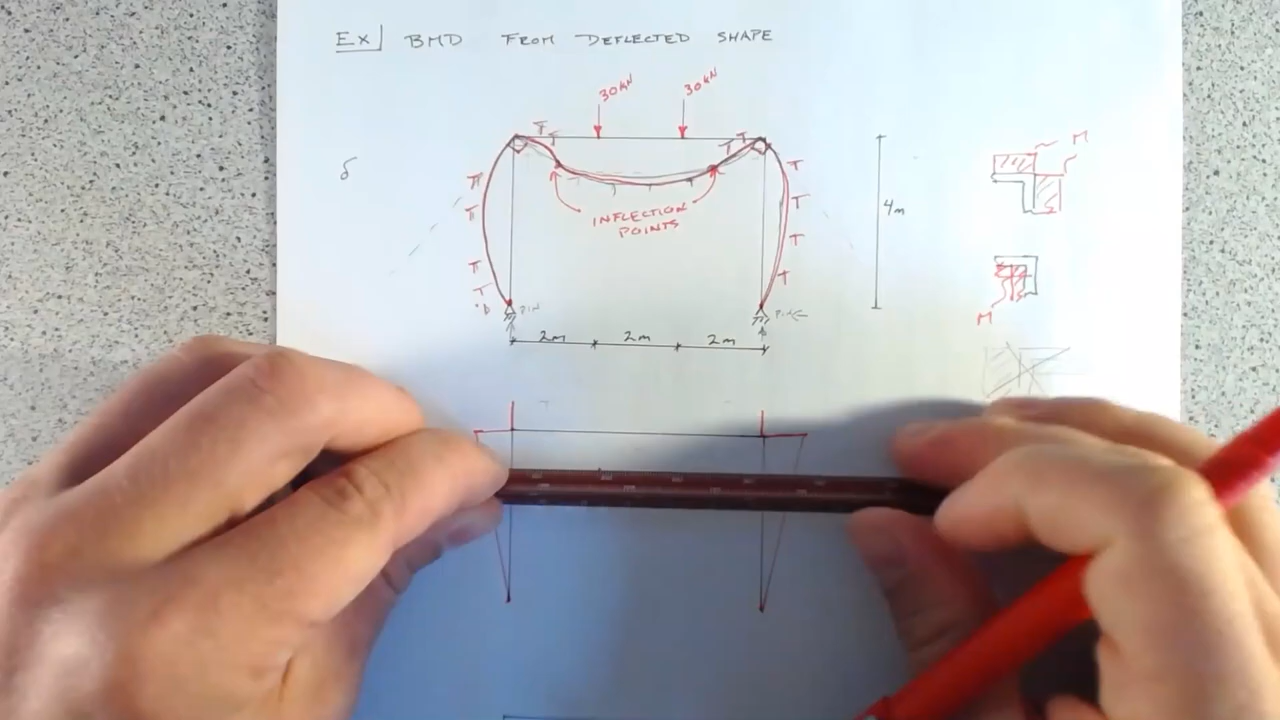 Ex| BMD FROM DEFLECTED SHAPE
30kN 30kN
T T T T
δ
T T
T T
M
INFLECTION
POINTS
4m
T T
T T
PIN PIN
2m 2m 2m
M